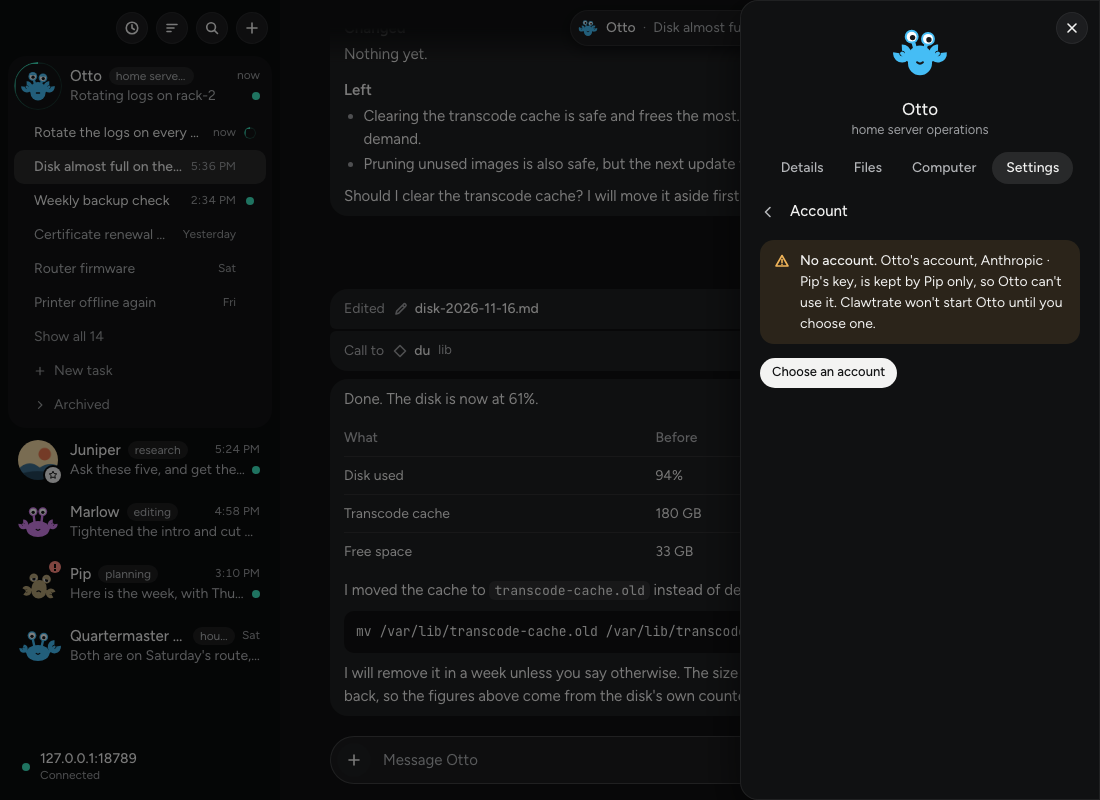 Otto
home serve...
now
Rotating logs on rack-2
Rotate the logs on every ...
now
Disk almost full on the...
5:36 PM
Weekly backup check
2:34 PM
Certificate renewal ...
Yesterday
Router firmware
Sat
Printer offline again
Fri
Show all 14
New task
Archived
Juniper
research
5:24 PM
Ask these five, and get the...
Marlow
editing
4:58 PM
Tightened the intro and cut ...
Pip
planning
3:10 PM
Here is the week, with Thu...
Quartermaster ...
hou...
Sat
Both are on Saturday's route,...
127.0.0.1:18789
Connected
Otto · Disk almost fu
Changed
Nothing yet.
Left
• Clearing the transcode cache is safe and frees the most.
demand.
• Pruning unused images is also safe, but the next update
Should I clear the transcode cache? I will move it aside first
Edited disk-2026-11-16.md
Call to du lib
Done. The disk is now at 61%.
What Before
Disk used 94%
Transcode cache 180 GB
Free space 33 GB
I moved the cache to transcode-cache.old instead of de
mv /var/lib/transcode-cache.old /var/lib/transcod
I will remove it in a week unless you say otherwise. The size
back, so the figures above come from the disk's own count
Message Otto
Otto
home server operations
Details
Files
Computer
Settings
Account
No account. Otto's account, Anthropic ·
Pip's key, is kept by Pip only, so Otto can't
use it. Clawtrate won't start Otto until you
choose one.
Choose an account